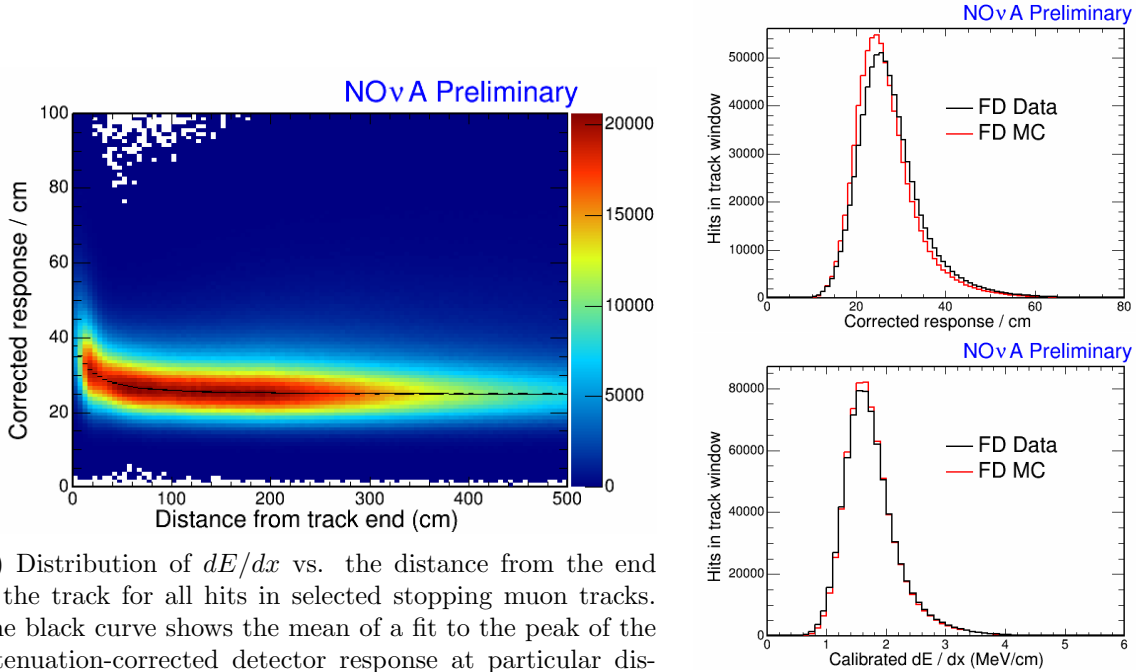 NOνA Preliminary
Corrected response / cm
100
80
60
40
20
0
0
100
200
300
400
500
Distance from track end (cm)
20000
15000
10000
5000
0
) Distribution of dE/dx vs. the distance from the end
the track for all hits in selected stopping muon tracks.
black curve shows the mean of a fit to the peak of the
tenuation-corrected detector response at particular dis-
NOνA Preliminary
Hits in track window
50000
40000
30000
20000
10000
0
FD Data
FD MC
0
20
40
60
80
Corrected response / cm
NOνA Preliminary
Hits in track window
80000
60000
40000
20000
0
FD Data
FD MC
0
1
2
3
4
5
6
Calibrated dE / dx (MeV/cm)